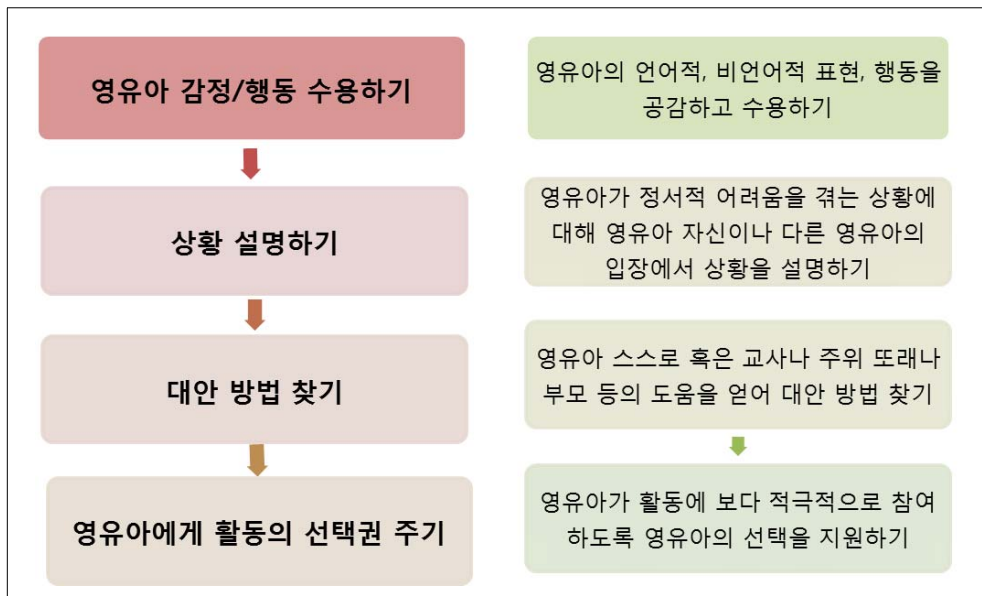 영유아 감정/행동 수용하기
영유아의 언어적, 비언어적 표현, 행동을
공감하고 수용하기
상황 설명하기
영유아가 정서적 어려움을 겪는 상황에
대해 영유아 자신이나 다른 영유아의
입장에서 상황을 설명하기
대안 방법 찾기
영유아 스스로 혹은 교사나 주위 또래나
부모 등의 도움을 얻어 대안 방법 찾기
영유아에게 활동의 선택권 주기
영유아가 활동에 보다 적극적으로 참여
하도록 영유아의 선택을 지원하기